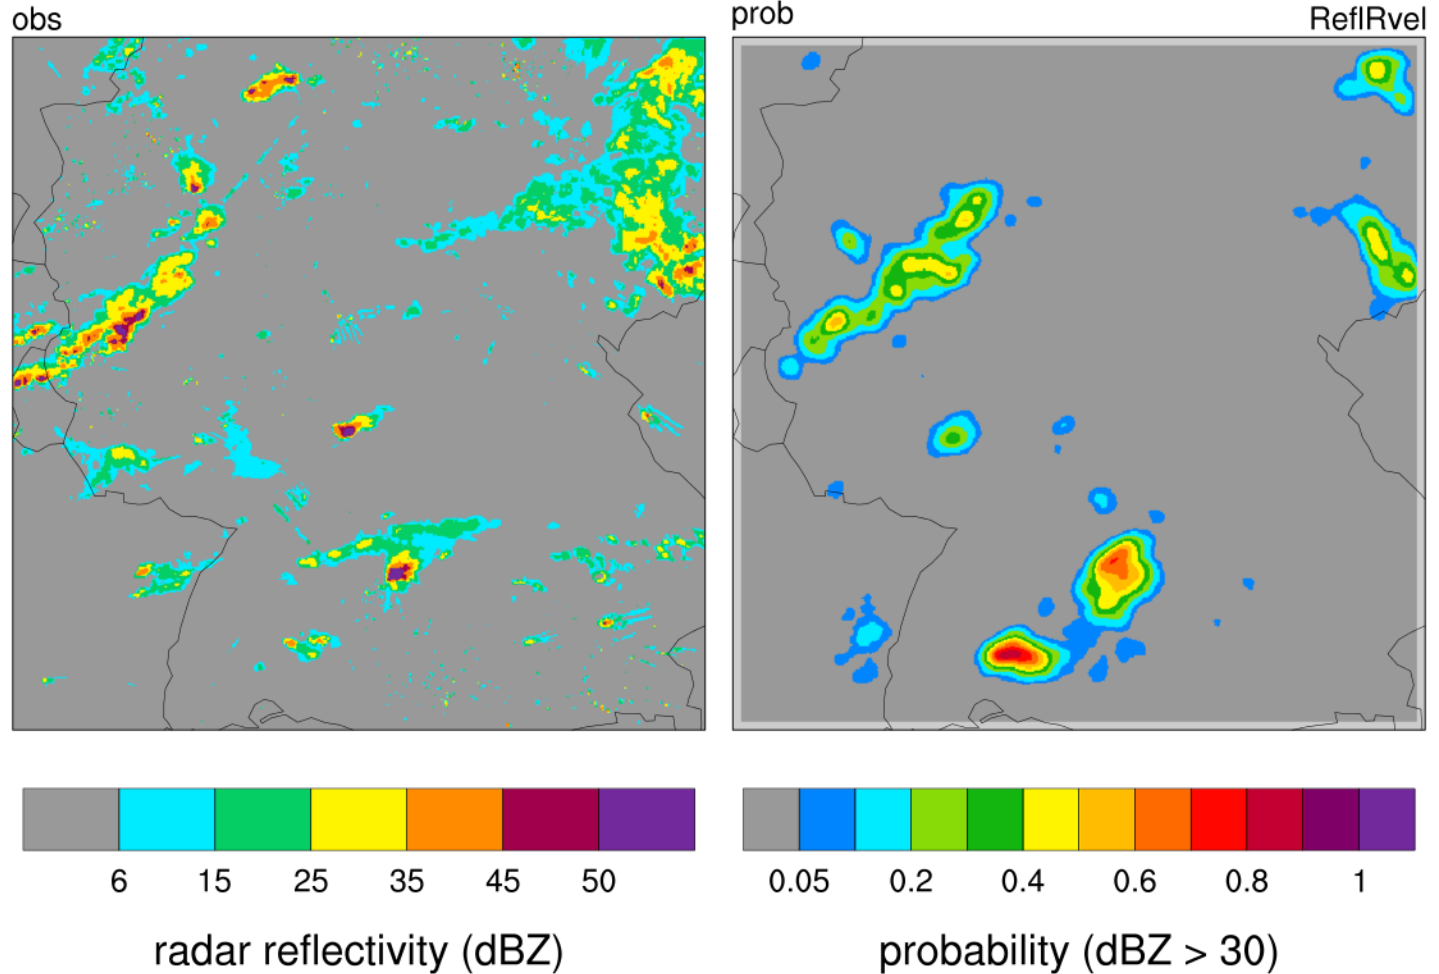 obs
prob ReflRvel
6 15 25 35 45 50
0.05 0.2 0.4 0.6 0.8 1
radar reflectivity (dBZ)
probability (dBZ > 30)